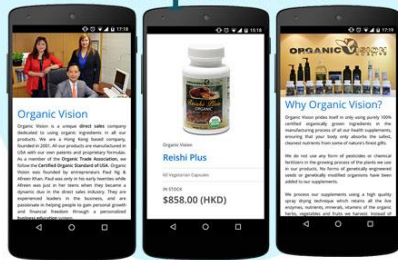 17:38
Organic Vision
Organic Vision is a unique direct sales company
dedicated to using organic ingredients in all our
products. We are a Hong Kong based company,
founded in 2001. All our products are manufactured in
USA with our own patents and proprietary formulas.
As a member of the Organic Trade Association, we
follow the Certified Organic Standard of USA. Organic
Vision was founded by entrepreneurs Paul Ng &
Afreen Khan. Paul was only in his early twenties while
Afreen was just in her teens when they became a
dynamic duo in the direct sales industry. They are
experienced leaders in the business, and are
passionate in helping people to gain personal growth
and financial freedom through a personalized
business education system.
15:18
Reishi Plus
ORGANIC
Organic Vision
Reishi Plus
60 Vegetarian Capsules
IN STOCK
$858.00 (HKD)
ORGANIC VISION
Why Organic Vision?
Organic Vision prides itself in only using purely 100%
certified organically grown ingredients in the
manufacturing process of all our health supplements,
ensuring that your body only absorbs the safest,
cleanest nutrients from some of nature's finest gifts.
We do not use any form of pesticides or chemical
fertilizers in the growing process of the plants we use
in our products. No forms of genetically engineered
seeds or genetically modified organisms have been
added to our supplements.
We process our supplements using a high quality
spray drying technique which retains all the live
enzymes, nutrients, minerals, vitamins of the organic
herbs, vegetables and fruits we harvest. Instead of